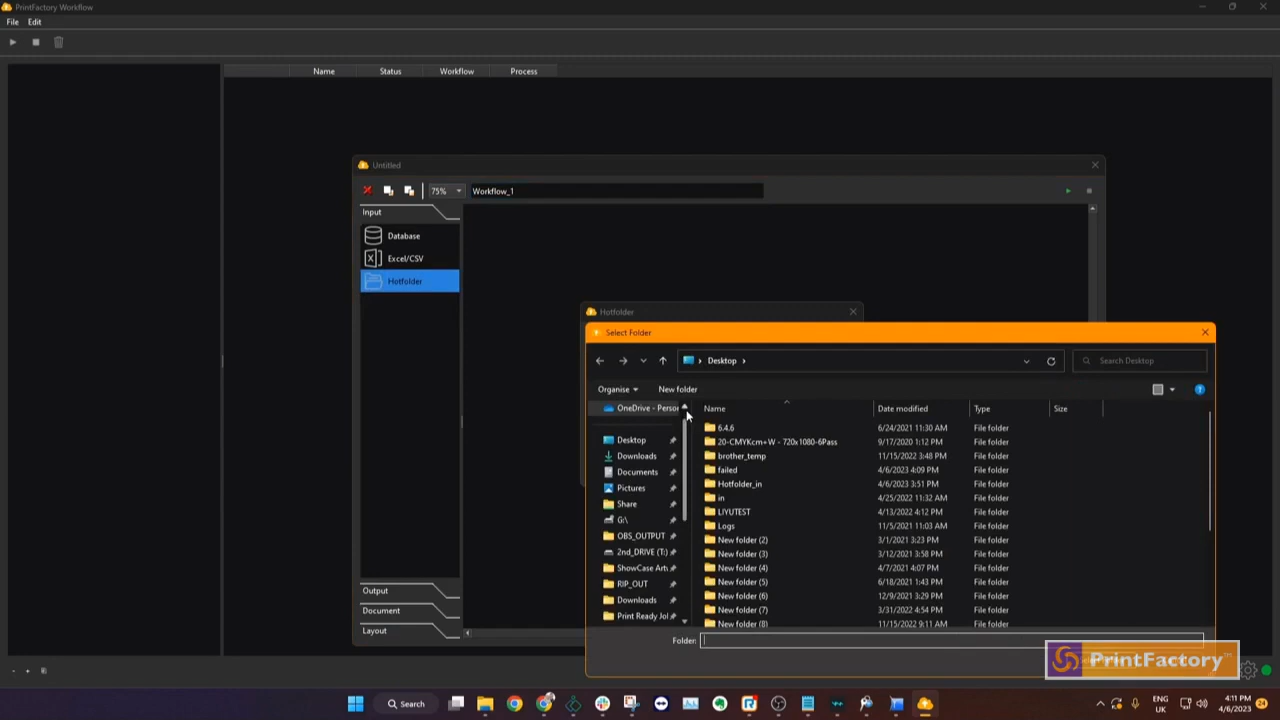 PrintFactory Workflow
File Edit
Name Status Workflow Process
Untitled
75% Workflow_1
Input
Database
Excel/CSV
Hotfolder
Output
Document
Layout
Hotfolder
Select Folder
Desktop
Search Desktop
Organise New folder
OneDrive - Person
Desktop
Downloads
Documents
Pictures
Share
G:\
OBS_OUTPUT
2nd_DRIVE (T:)
ShowCase Artw
RIP_OUT
Downloads
Print Ready Jo
Name Date modified Type Size
6.4.6 6/24/2021 11:30 AM File folder
20-CMYKcm+W - 720x1080-6Pass 9/17/2020 1:12 PM File folder
brother_temp 11/15/2022 3:48 PM File folder
failed 4/6/2023 4:09 PM File folder
Hotfolder_in 4/6/2023 3:51 PM File folder
in 4/25/2022 11:32 AM File folder
LIYUTEST 4/13/2022 4:12 PM File folder
Logs 11/5/2021 11:03 AM File folder
New folder (2) 3/1/2021 3:23 PM File folder
New folder (3) 3/12/2021 3:58 PM File folder
New folder (4) 4/7/2021 4:07 PM File folder
New folder (5) 6/18/2021 1:43 PM File folder
New folder (6) 12/9/2021 3:29 PM File folder
New folder (7) 3/31/2022 4:54 PM File folder
New folder (8) 11/15/2022 9:11 AM File folder
Folder:
PrintFactory™
Search
ENG
UK
4:11 PM
4/6/2023